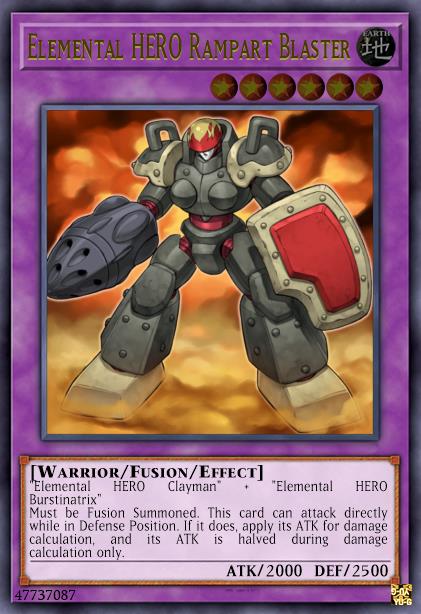 ELEMENTAL HERO RAMPART BLASTER
EARTH
地
[WARRIOR/FUSION/EFFECT]
"Elemental HERO Clayman" + "Elemental HERO
Burstinatrix"
Must be Fusion Summoned. This card can attack directly
while in Defense Position. If it does, apply its ATK for damage
calculation, and its ATK is halved during damage
calculation only.
ATK/2000 DEF/2500
47737087